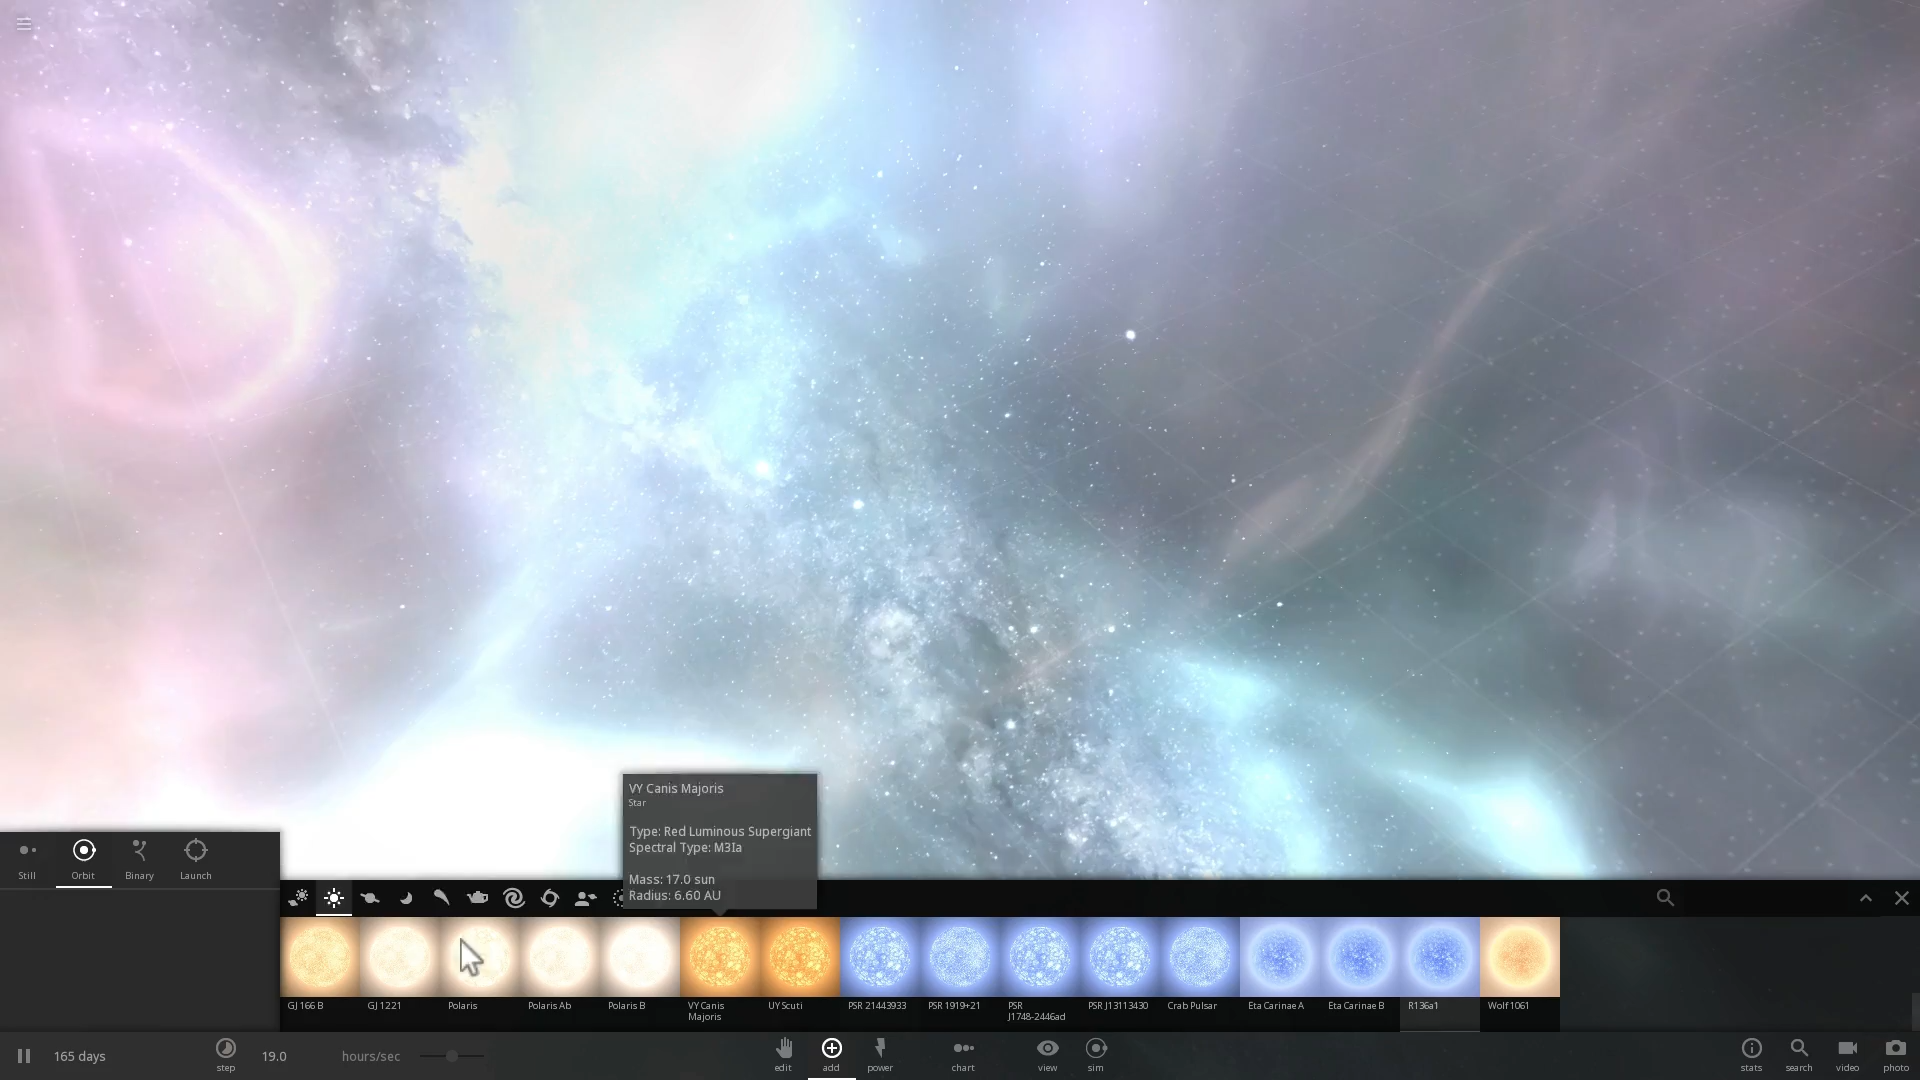 VY Canis Majoris
Star
Type: Red Luminous Supergiant
Spectral Type: M3Ia
Mass: 17.0 sun
Radius: 6.60 AU
Still
Orbit
Binary
Launch
GJ 166 B
GJ 1221
Polaris
Polaris Ab
Polaris B
VY Canis
Majoris
UY Scuti
PSR 21443933
PSR 1919+21
PSR
J1748-2446ad
PSR J13113430
Crab Pulsar
Eta Carinae A
Eta Carinae B
R136a1
Wolf 1061
165 days
step
19.0
hours/sec
edit
add
power
chart
view
sim
stats
search
video
photo